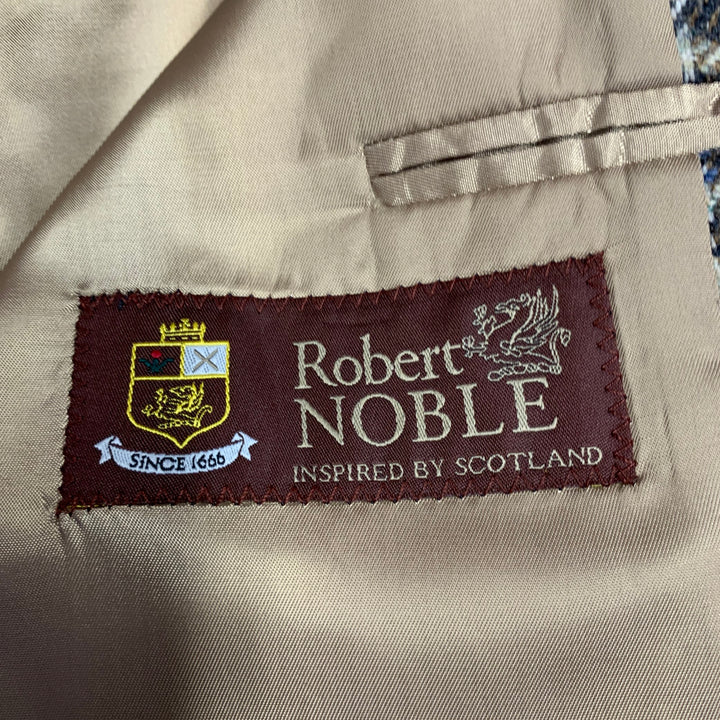 Robert
NOBLE
INSPIRED BY SCOTLAND
SiNCE 1666